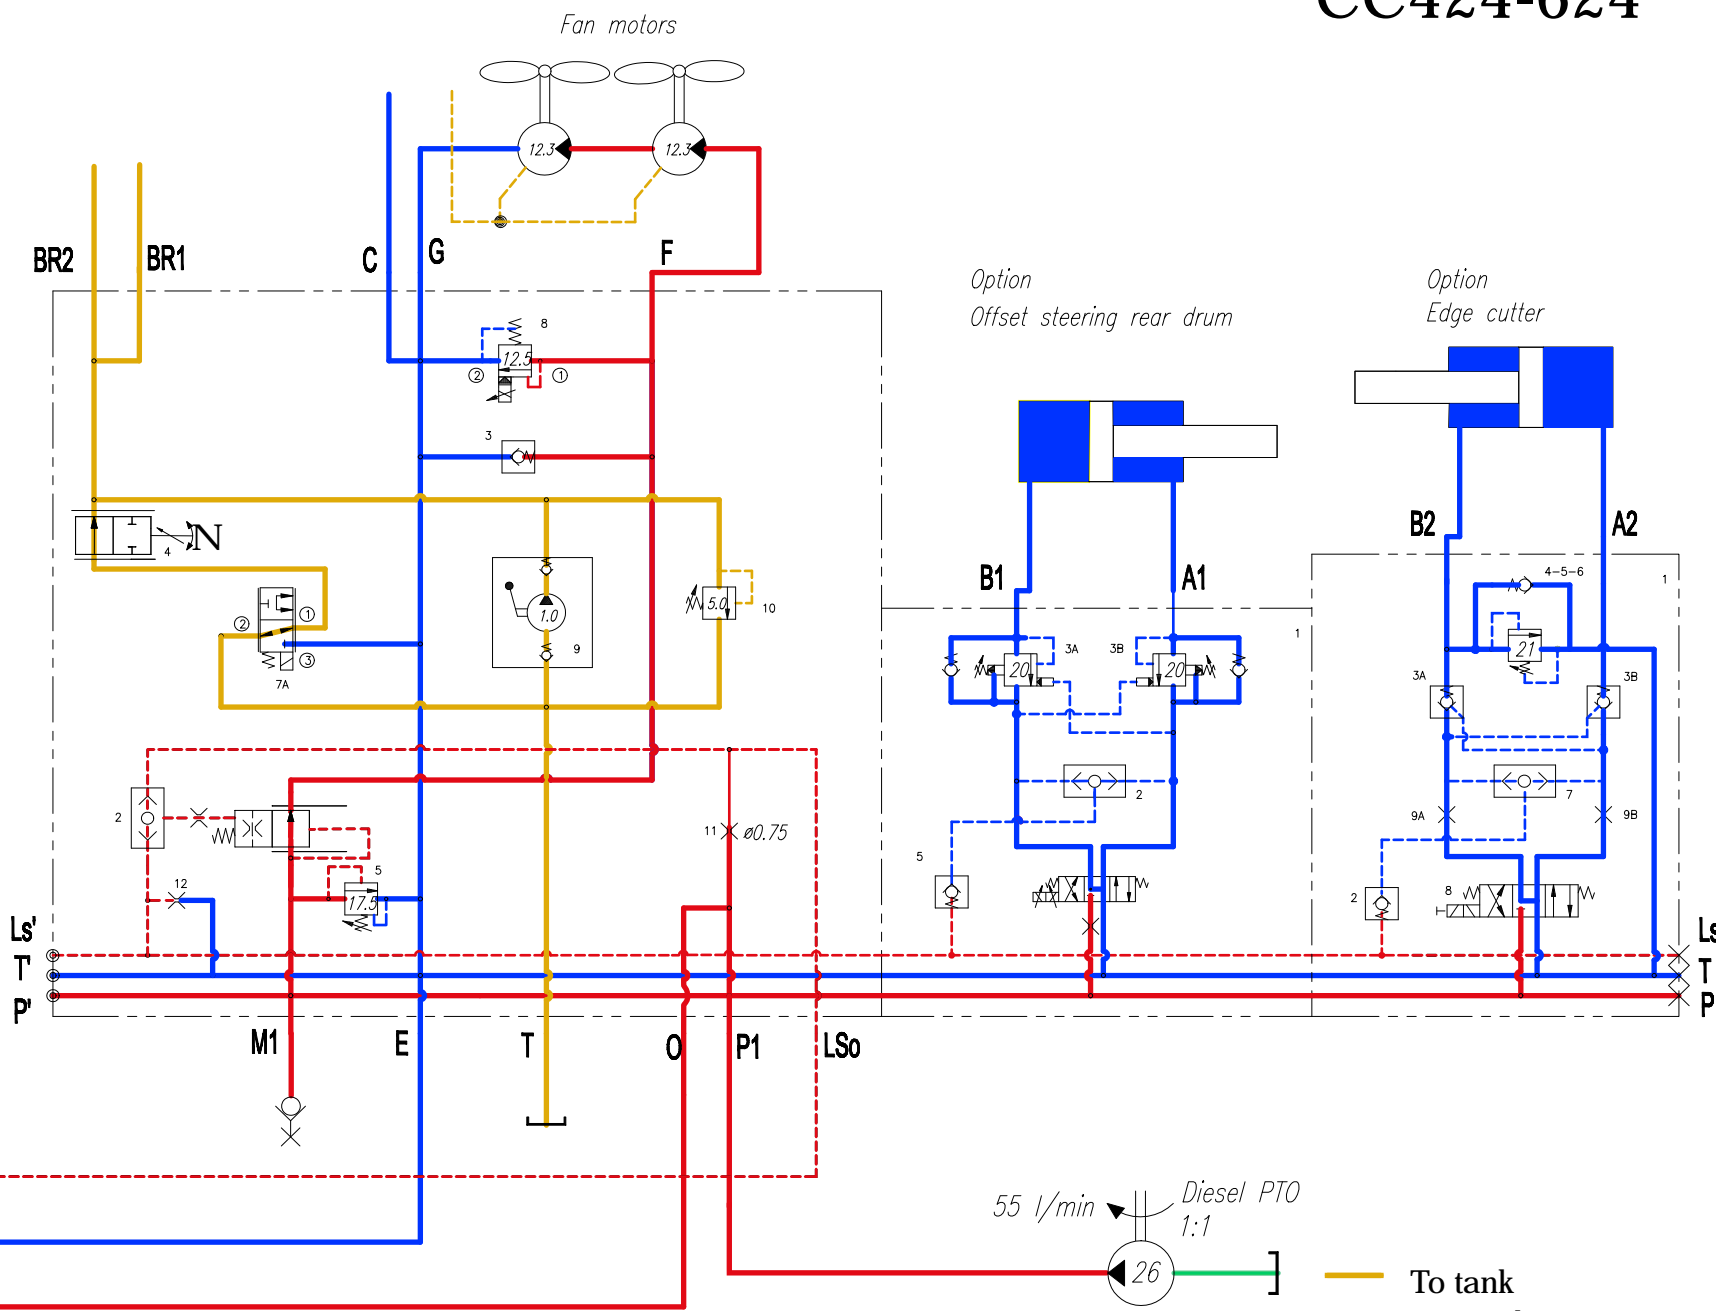 CC424-624
Fan motors
12.3
12.3
BR2
BR1
C
G
F
Option
Offset steering rear drum
Option
Edge cutter
8
12.5
2
1
3
B2
A2
N
4
B1
A1
4-5-6
1
2
1
5.0
10
1.0
9
3
7A
1
3A
3B
20
20
21
3A
3B
2
7
2
11
ø0.75
9A
9B
5
5
12
17.5
8
2
Ls'
T'
P'
T
P
M1
E
T
O
P1
LSo
55 l/min
Diesel PTO
1:1
26
To tank